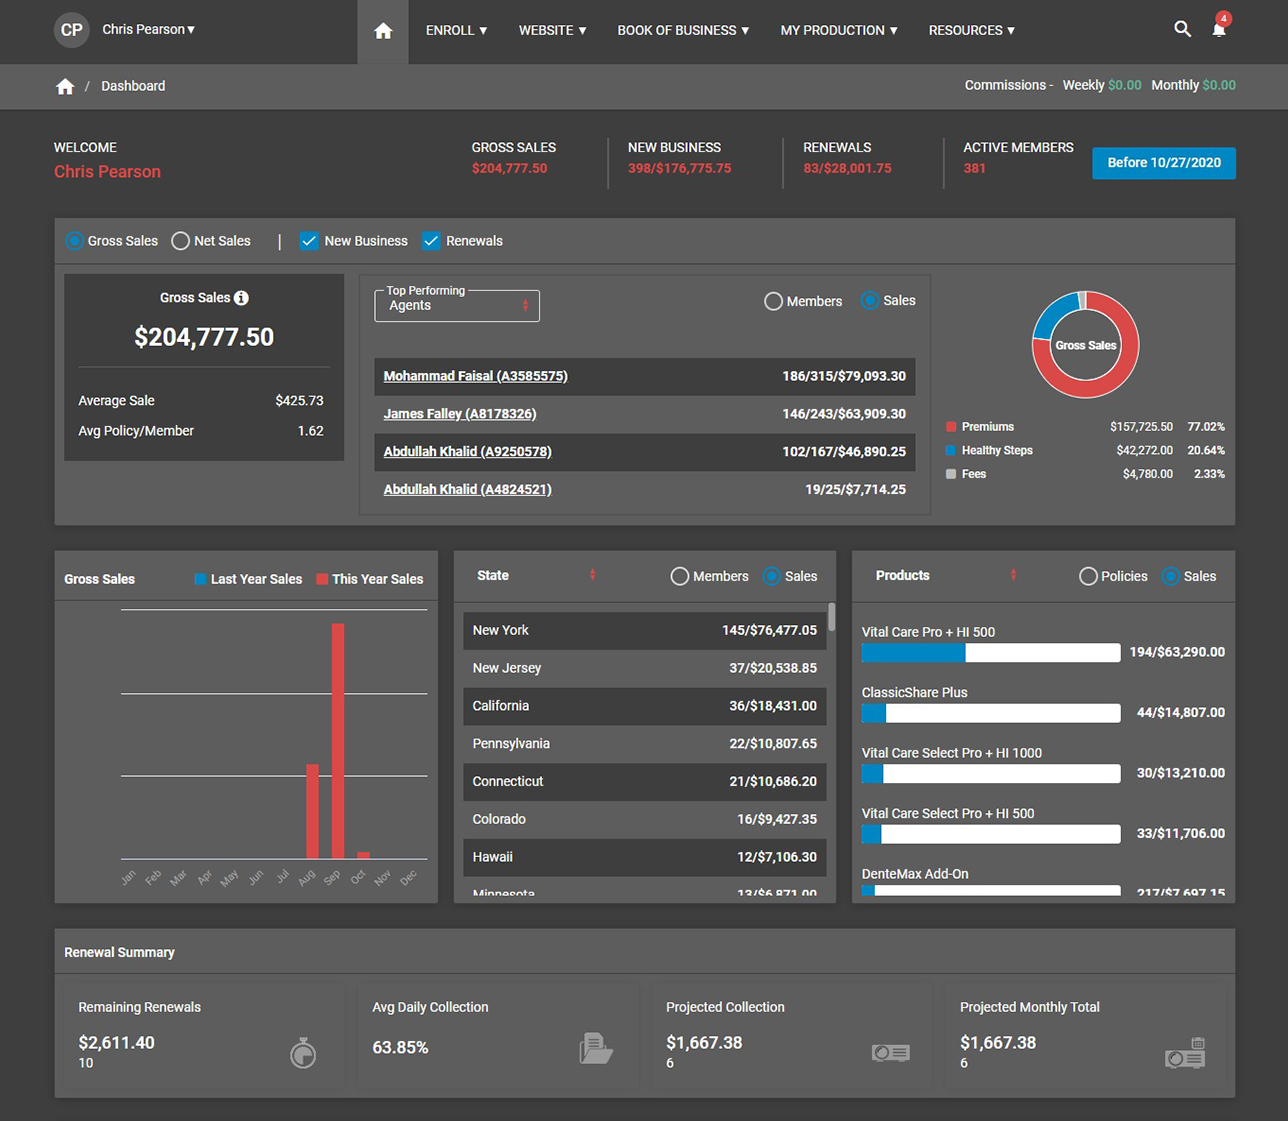 CP Chris Pearson ▾ ENROLL ▾ WEBSITE ▾ BOOK OF BUSINESS ▾ MY PRODUCTION ▾ RESOURCES ▾ 4
/ Dashboard Commissions - Weekly $0.00 Monthly $0.00
WELCOME GROSS SALES NEW BUSINESS RENEWALS ACTIVE MEMBERS
Chris Pearson $204,777.50 398/$176,775.75 83/$28,001.75 381 Before 10/27/2020
Gross Sales Net Sales | New Business Renewals
Gross Sales
$204,777.50
Average Sale $425.73
Avg Policy/Member 1.62
Top Performing
Agents Members Sales
Mohammad Faisal (A3585575) 186/315/$79,093.30
James Falley (A8178326) 146/243/$63,909.30
Abdullah Khalid (A9250578) 102/167/$46,890.25
Abdullah Khalid (A4824521) 19/25/$7,714.25
Gross Sales
Premiums $157,725.50 77.02%
Healthy Steps $42,272.00 20.64%
Fees $4,780.00 2.33%
Gross Sales Last Year Sales This Year Sales
Jan Feb Mar Apr May Jun Jul Aug Sep Oct Nov Dec
State Members Sales
New York 145/$76,477.05
New Jersey 37/$20,538.85
California 36/$18,431.00
Pennsylvania 22/$10,807.65
Connecticut 21/$10,686.20
Colorado 16/$9,427.35
Hawaii 12/$7,106.30
Minnesota 13/$6,871.00
Products Policies Sales
Vital Care Pro + HI 500
194/$63,290.00
ClassicShare Plus
44/$14,807.00
Vital Care Select Pro + HI 1000
30/$13,210.00
Vital Care Select Pro + HI 500
33/$11,706.00
DenteMax Add-On
217/$7,697.15
Renewal Summary
Remaining Renewals
$2,611.40
10
Avg Daily Collection
63.85%
Projected Collection
$1,667.38
6
Projected Monthly Total
$1,667.38
6